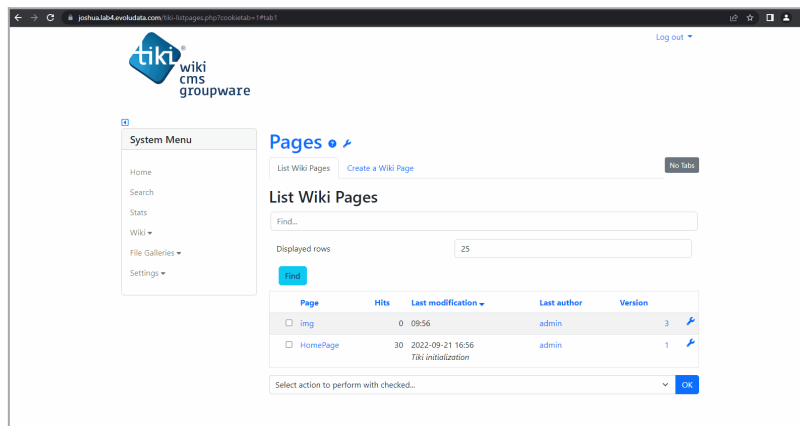 joshua.lab4.evoludata.com/tiki-listpages.php?cookietab=1#tab1
Log out
tiki®
wiki
cms
groupware
System Menu
Home
Search
Stats
Wiki
File Galleries
Settings
Pages
List Wiki Pages
Create a Wiki Page
No Tabs
List Wiki Pages
Find...
Displayed rows 25
Find
Page Hits Last modification Last author Version
img 0 09:56 admin 3
HomePage 30 2022-09-21 16:56 admin 1
Tiki initialization
Select action to perform with checked...
OK